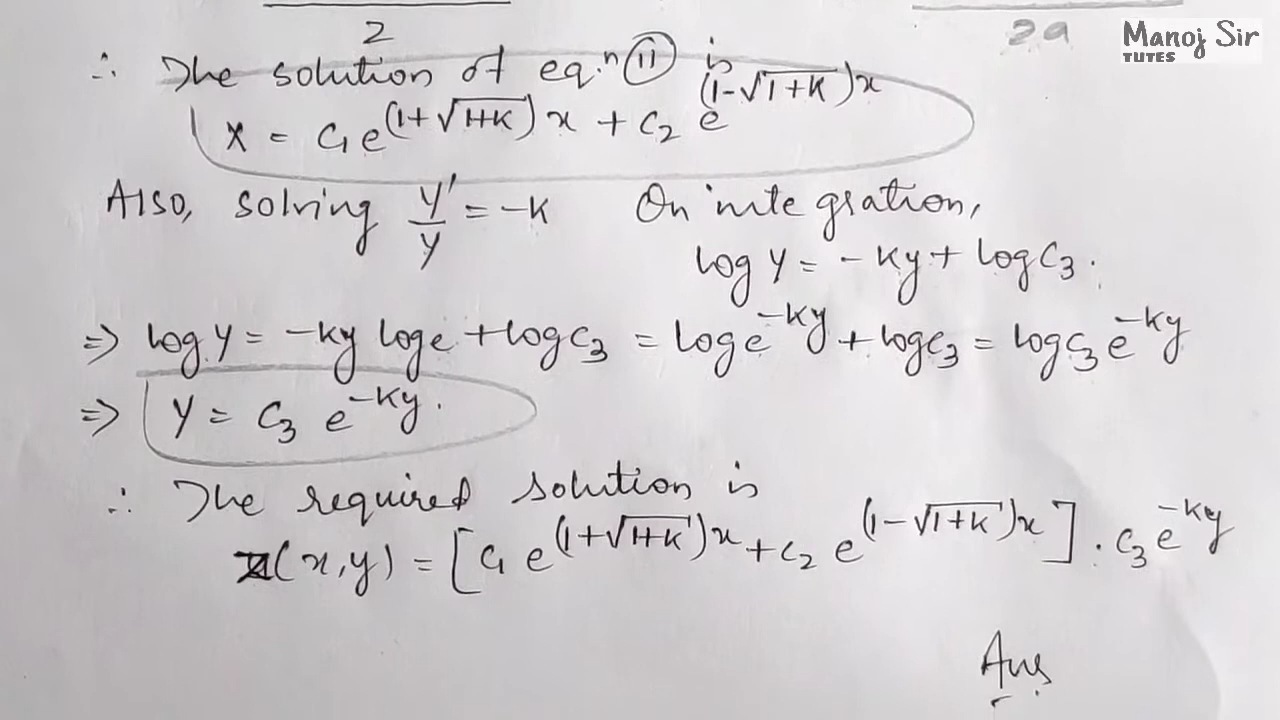 2
2a
Manoj Sir
TUTES
∴ The solution of eq.ⁿ (II) is
X = C₁e^(1+√1+K)x + C₂ e^(1-√1+K)x
Also, solving Y'/Y = -K On integration,
log Y = -Ky + log C₃.
⇒ log Y = -Ky log e + log C₃ = log e^-Ky + log C₃ = log C₃ e^-Ky
⇒ Y = C₃ e^-Ky.
∴ The required solution is
Z(x,y) = [C₁ e^(1+√1+K)x + C₂ e^(1-√1+K)x] . C₃ e^-Ky
Ans